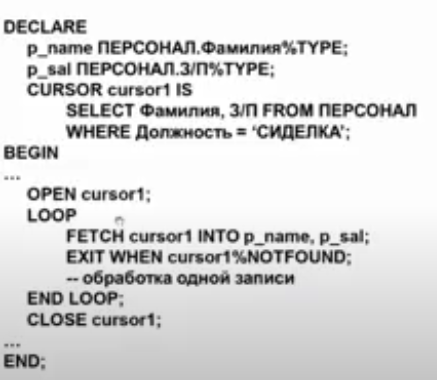 DECLARE
p_name ПЕРСОНАЛ.Фамилия%TYPE;
p_sal ПЕРСОНАЛ.З/П%TYPE;
CURSOR cursor1 IS
SELECT Фамилия, З/П FROM ПЕРСОНАЛ
WHERE Должность = ‘СИДЕЛКА’;
BEGIN
...
OPEN cursor1;
LOOP
FETCH cursor1 INTO p_name, p_sal;
EXIT WHEN cursor1%NOTFOUND;
-- обработка одной записи
END LOOP;
CLOSE cursor1;
...
END;